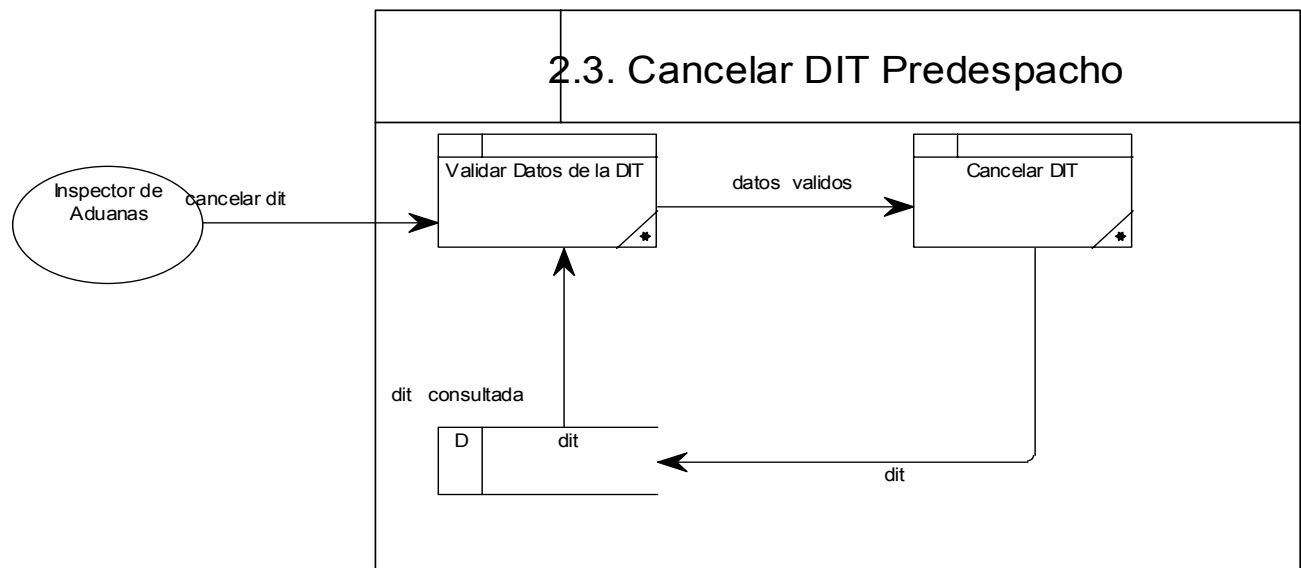 2.3. Cancelar DIT Predespacho
Inspector de
Aduanas
cancelar dit
Validar Datos de la DIT
*
datos validos
Cancelar DIT
*
dit consultada
D
dit
dit